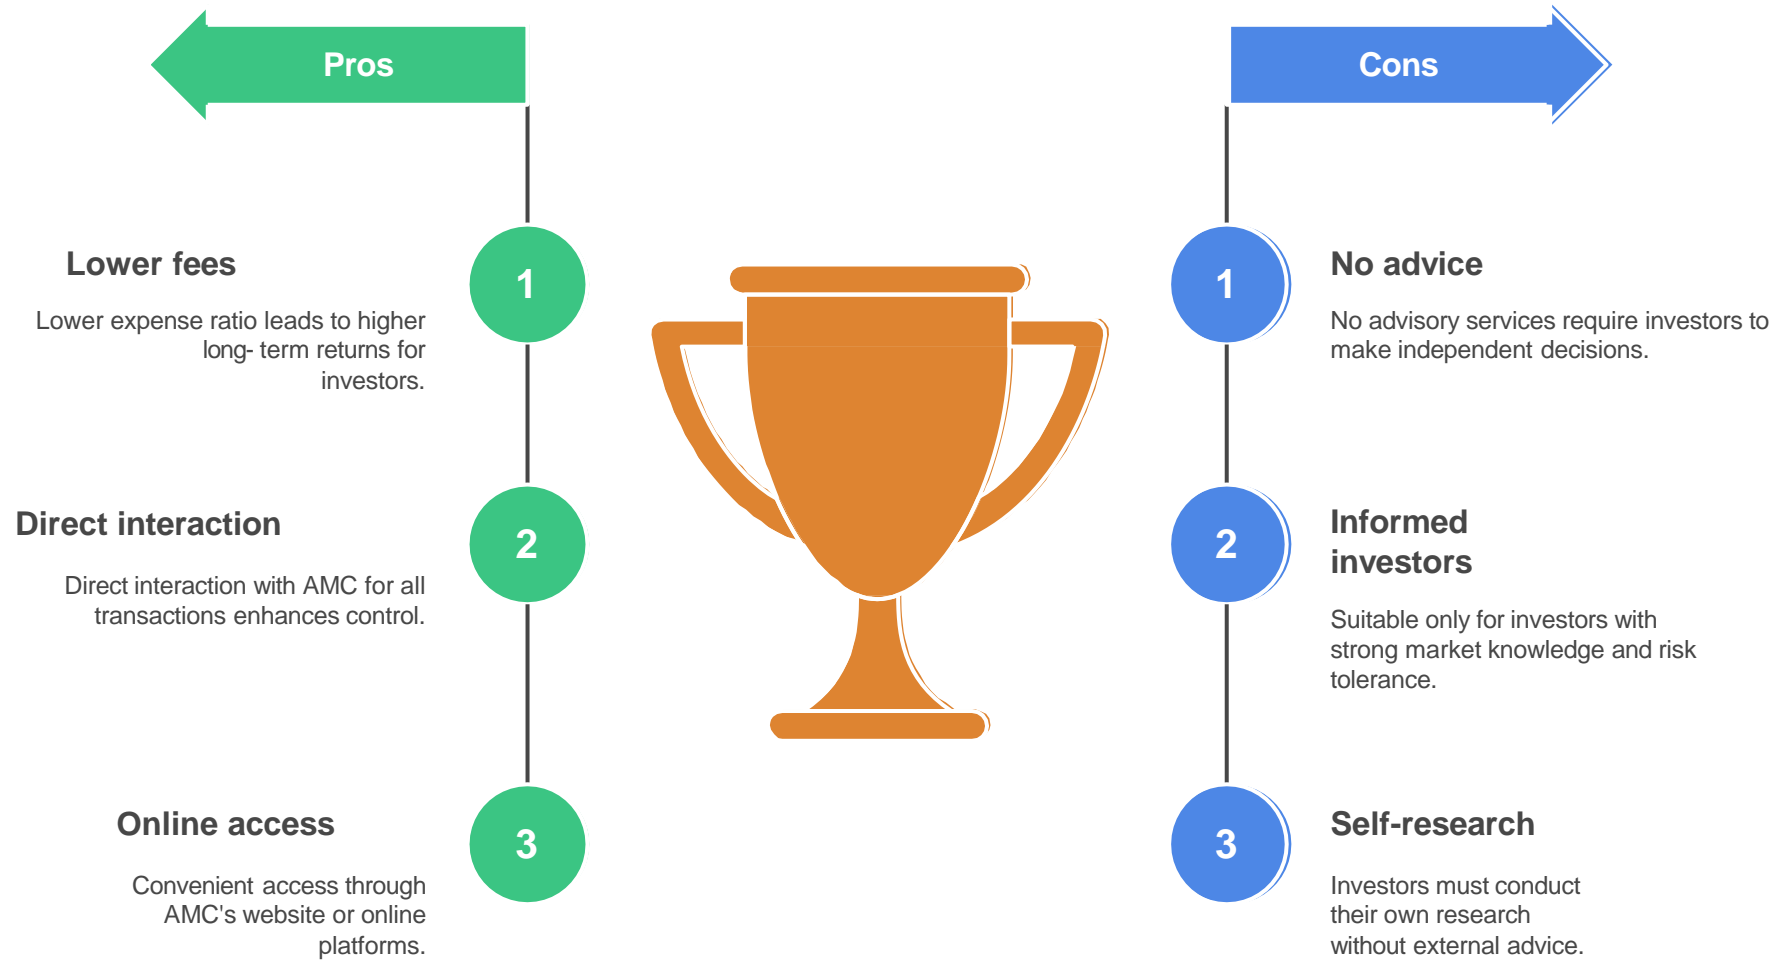 Pros
1
Lower fees
Lower expense ratio leads to higher
long- term returns for
investors.
2
Direct interaction
Direct interaction with AMC for all
transactions enhances control.
3
Online access
Convenient access through
AMC's website or online
platforms.
Cons
1
No advice
No advisory services require investors to
make independent decisions.
2
Informed
investors
Suitable only for investors with
strong market knowledge and risk
tolerance.
3
Self-research
Investors must conduct
their own research
without external advice.